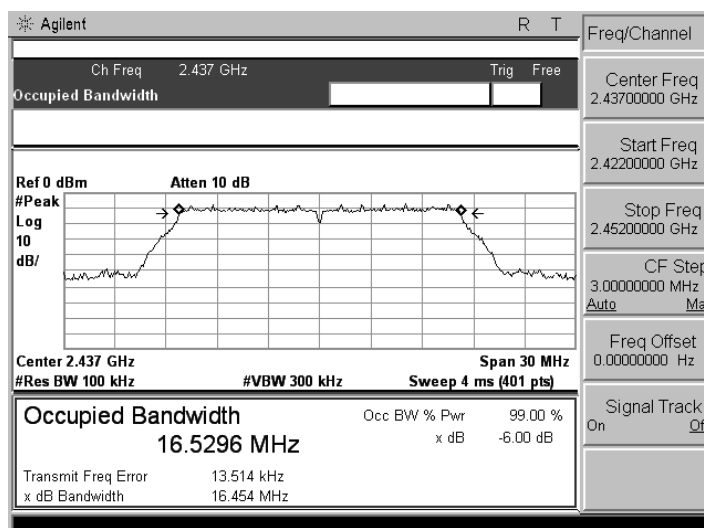 Agilent R T
Ch Freq 2.437 GHz Trig Free
Occupied Bandwidth
Ref 0 dBm Atten 10 dB
#Peak
Log
10
dB/
Center 2.437 GHz Span 30 MHz
#Res BW 100 kHz #VBW 300 kHz Sweep 4 ms (401 pts)
Occupied Bandwidth Occ BW % Pwr 99.00 %
16.5296 MHz x dB -6.00 dB
Transmit Freq Error 13.514 kHz
x dB Bandwidth 16.454 MHz
Freq/Channel
Center Freq
2.43700000 GHz
Start Freq
2.42200000 GHz
Stop Freq
2.45200000 GHz
CF Step
3.00000000 MHz
Auto Ma
Freq Offset
0.00000000 Hz
Signal Track
On Of